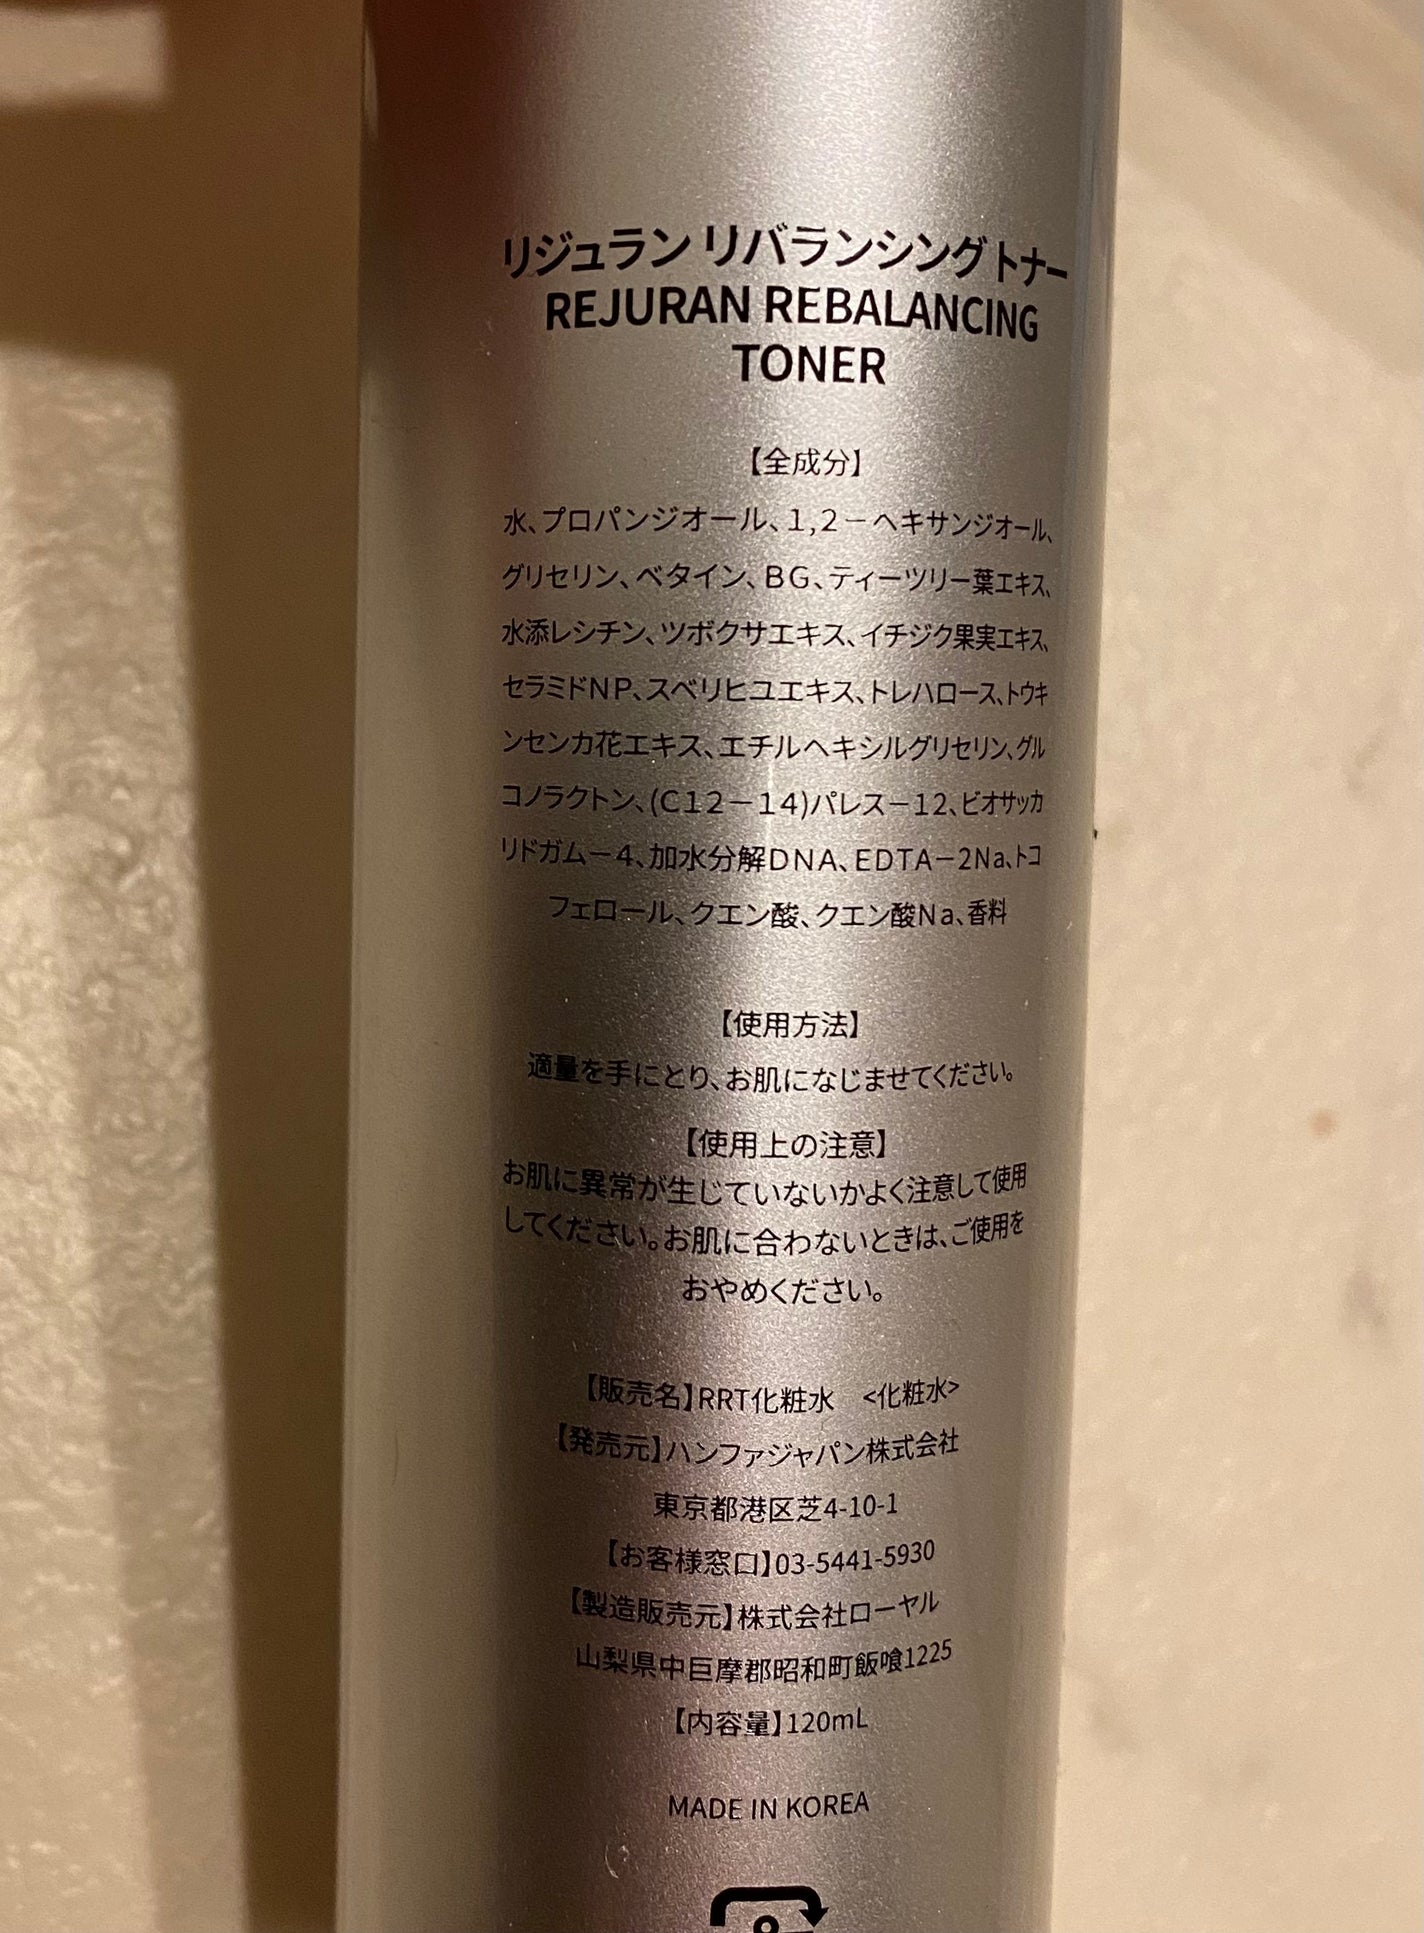 リジュラン リバランシングトナー
REJURAN REBALANCING
TONER
【全成分】
水、プロパンジオール、1,2－ヘキサンジオール、
グリセリン、ベタイン、BG、ティーツリー葉エキス、
水添レシチン、ツボクサエキス、イチジク果実エキス、
セラミドNP、スベリヒユエキス、トレハロース、トウキ
ンセンカ花エキス、エチルヘキシルグリセリン、グル
コノラクトン、(C12－14)パレス－12、ビオサッカ
リドガム－4、加水分解DNA、EDTA－2Na、トコ
フェロール、クエン酸、クエン酸Na、香料
【使用方法】
適量を手にとり、お肌になじませてください。
【使用上の注意】
お肌に異常が生じていないかよく注意して使用
してください。お肌に合わないときは、ご使用を
おやめください。
【販売名】RRT化粧水　<化粧水>
【発売元】ハンファジャパン株式会社
東京都港区芝4-10-1
【お客様窓口】03-5441-5930
【製造販売元】株式会社ローヤル
山梨県中巨摩郡昭和町飯喰1225
【内容量】120mL
MADE IN KOREA